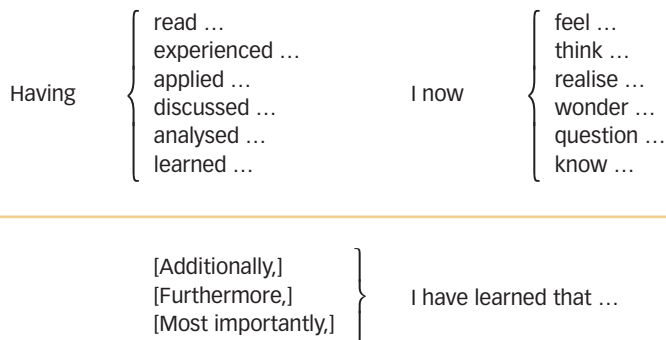 Having
read …
experienced …
applied …
discussed …
analysed …
learned …
I now
feel …
think …
realise …
wonder …
question …
know …
[Additionally,]
[Furthermore,]
[Most importantly,]
I have learned that …